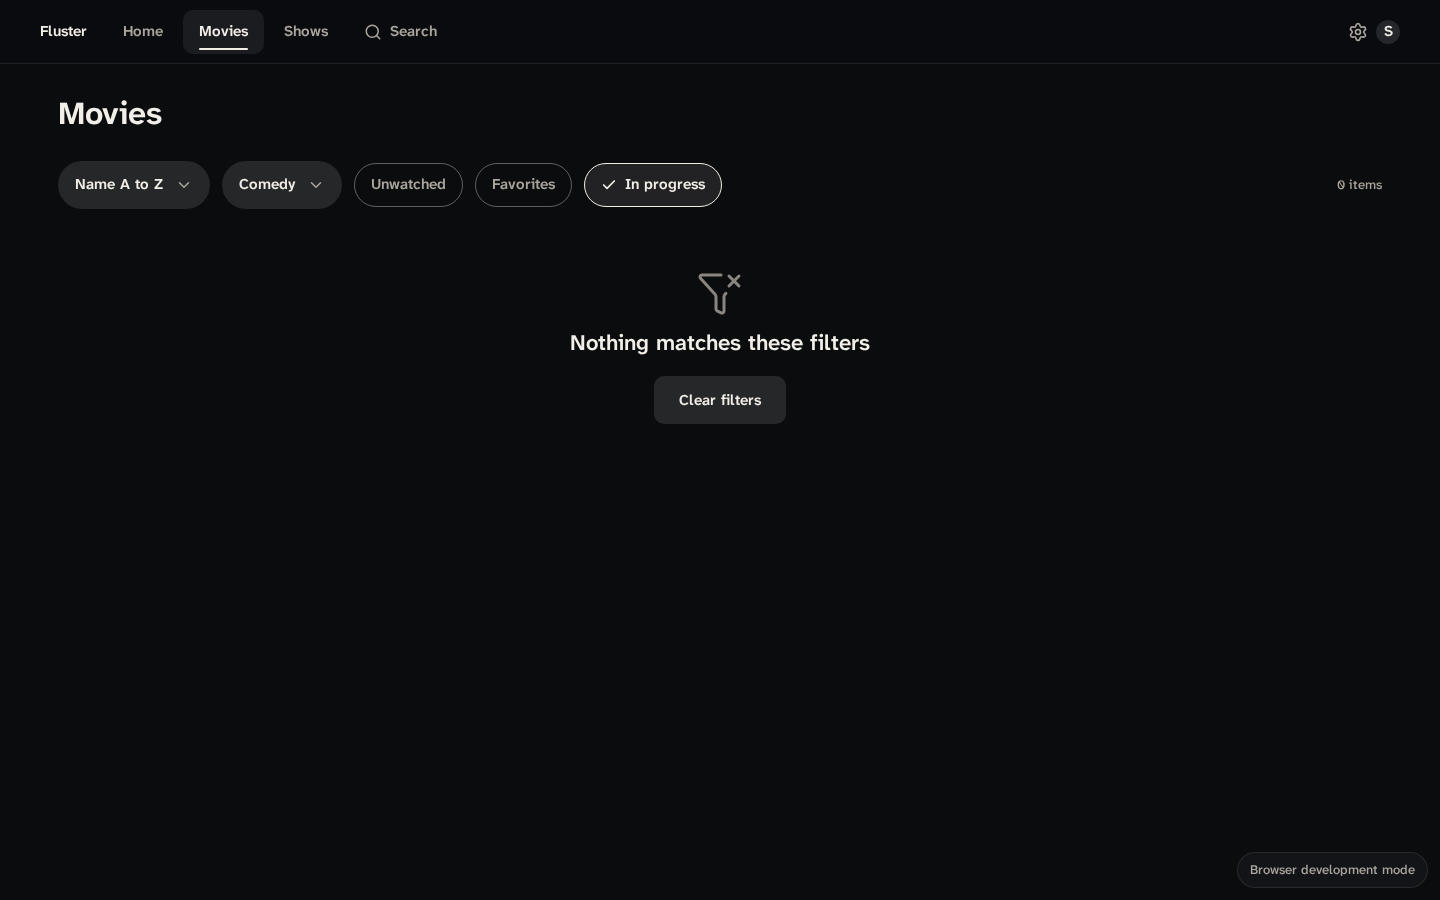 Fluster Home Movies Shows Search S
Movies
Name A to Z Comedy Unwatched Favorites In progress 0 items
Nothing matches these filters
Clear filters
Browser development mode